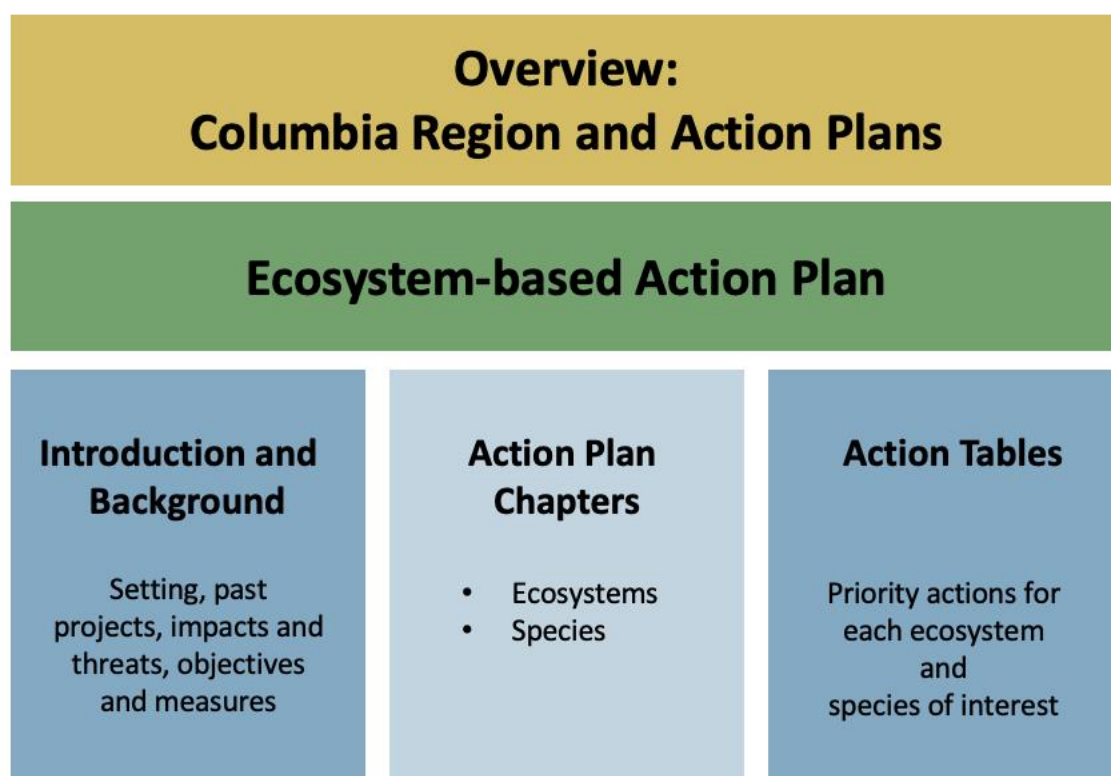 Overview:
Columbia Region and Action Plans
Ecosystem-based Action Plan
Introduction and
Background
Setting, past
projects, impacts and
threats, objectives
and measures
Action Plan
Chapters
• Ecosystems
• Species
Action Tables
Priority actions for
each ecosystem
and
species of interest